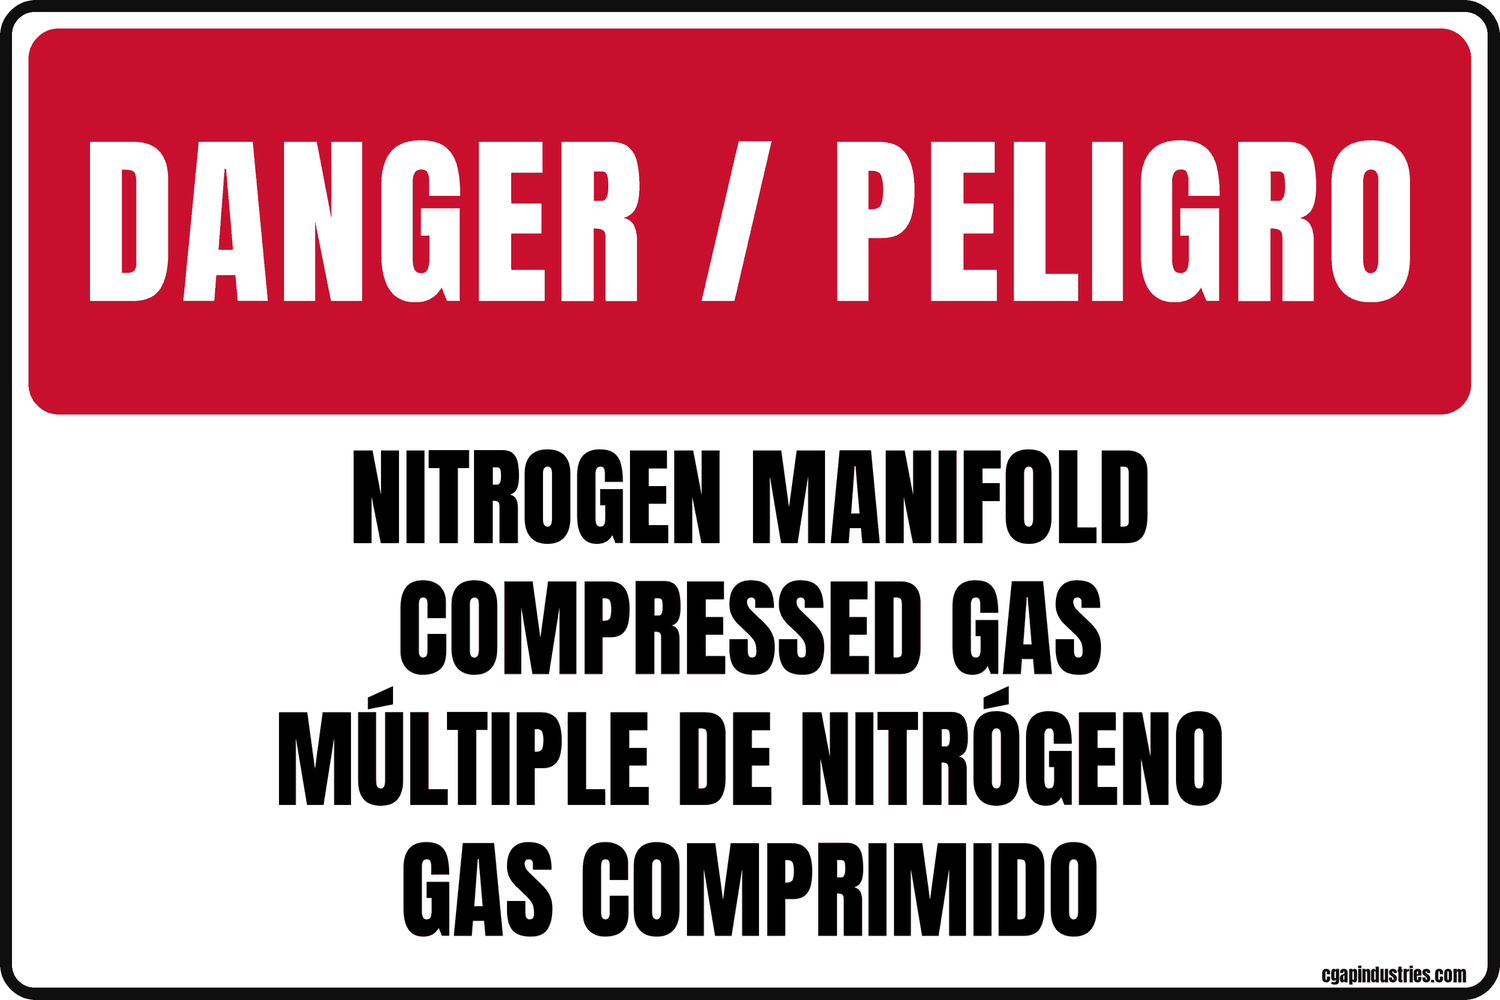 DANGER / PELIGRO
NITROGEN MANIFOLD
COMPRESSED GAS
MÚLTIPLE DE NITRÓGENO
GAS COMPRIMIDO
cgapindustries.com